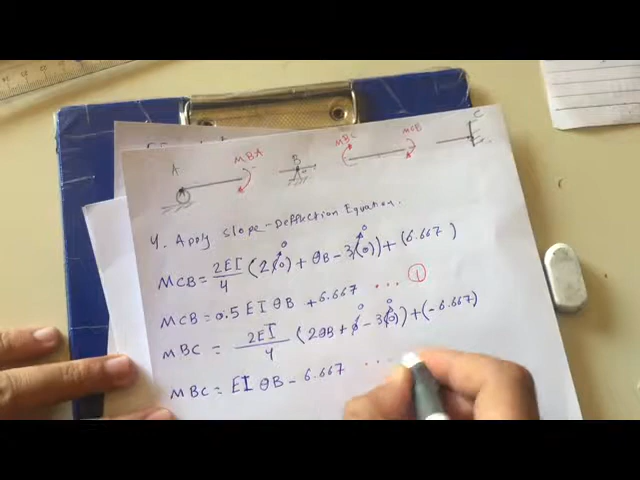 A MBA B MBC MCB C
4. Apply Slope-Deflection Equation.
MCB = 2EI/4 (2(0) + θB - 3(0)) + (6.667)
MCB = 0.5 EI θB + 6.667 ... ①
MBC = 2EI/4 (2θB + 0 - 3(0)) + (-6.667)
MBC = EI θB - 6.667 ...